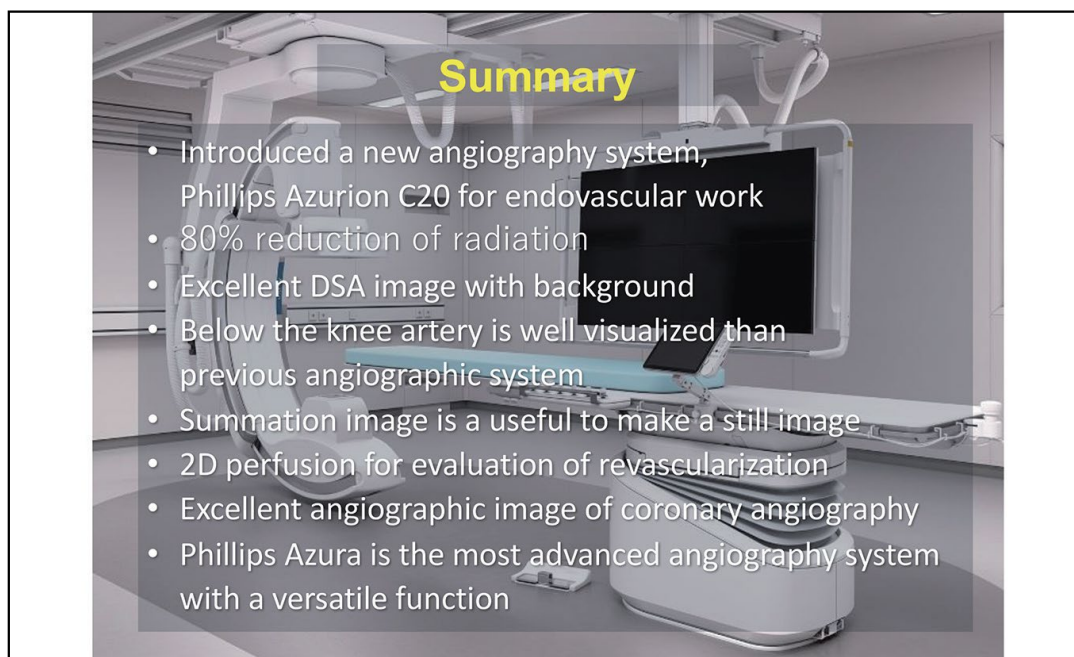 Summary
• Introduced a new angiography system,
Phillips Azurion C20 for endovascular work
• 80% reduction of radiation
• Excellent DSA image with background
• Below the knee artery is well visualized than
previous angiographic system
• Summation image is a useful to make a still image
• 2D perfusion for evaluation of revascularization
• Excellent angiographic image of coronary angiography
• Phillips Azura is the most advanced angiography system
with a versatile function